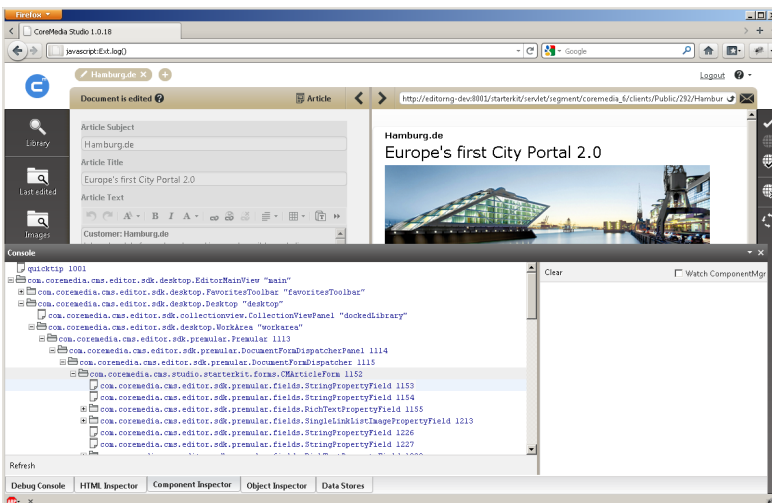 Firefox
CoreMedia Studio 1.0.18
javascript:Ext.log()
Google
Hamburg.de
Logout
Document is edited
Article
http://editorng-dev:8001/starterkit/servlet/segment/coremedia_6/clients/Public/292/Hambur
Library
Last edited
Images
Article Subject
Hamburg.de
Article Title
Europe's first City Portal 2.0
Article Text
Customer: Hamburg.de
Hamburg.de
Europe's first City Portal 2.0
Console
quicktip 1001
com.coremedia.cms.editor.sdk.desktop.EditorMainView "main"
com.coremedia.cms.editor.sdk.desktop.FavoritesToolbar "favoritesToolbar"
com.coremedia.cms.editor.sdk.desktop.Desktop "desktop"
com.coremedia.cms.editor.sdk.collectionview.CollectionViewPanel "dockedLibrary"
com.coremedia.cms.editor.sdk.desktop.WorkArea "workarea"
com.coremedia.cms.editor.sdk.premular.Premular 1113
com.coremedia.cms.editor.sdk.premular.DocumentFormDispatcherPanel 1114
com.coremedia.cms.editor.sdk.premular.DocumentFormDispatcher 1115
com.coremedia.cms.studio.starterkit.forms.CMArticleForm 1152
com.coremedia.cms.editor.sdk.premular.fields.StringPropertyField 1153
com.coremedia.cms.editor.sdk.premular.fields.StringPropertyField 1154
com.coremedia.cms.editor.sdk.premular.fields.RichTextPropertyField 1155
com.coremedia.cms.editor.sdk.premular.fields.SingleLinkListImagePropertyField 1213
com.coremedia.cms.editor.sdk.premular.fields.StringPropertyField 1226
com.coremedia.cms.editor.sdk.premular.fields.StringPropertyField 1227
Clear
Watch ComponentMgr
Refresh
Debug Console
HTML Inspector
Component Inspector
Object Inspector
Data Stores